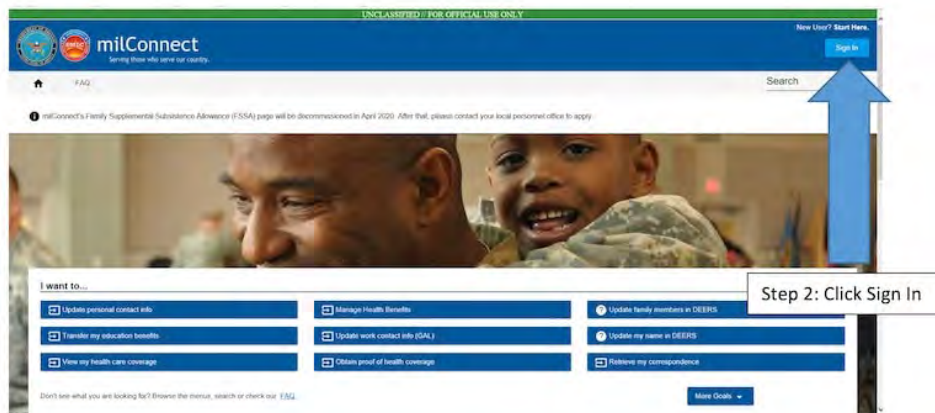 UNCLASSIFIED // FOR OFFICIAL USE ONLY
New User? Start Here.
milConnect
Serving those who serve our country.
Sign In
FAQ
Search
milConnect's Family Supplemental Subsistence Allowance (FSSA) page will be decommissioned in April 2020. After that, please contact your local personnel office to apply.
I want to...
Update personal contact info
Manage Health Benefits
Update family members in DEERS
Transfer my education benefits
Update work contact info (GAL)
Update my name in DEERS
View my health care coverage
Obtain proof of health coverage
Retrieve my correspondence
Step 2: Click Sign In
Don't see what you are looking for? Browse the menus, search or check our FAQ
More Goals